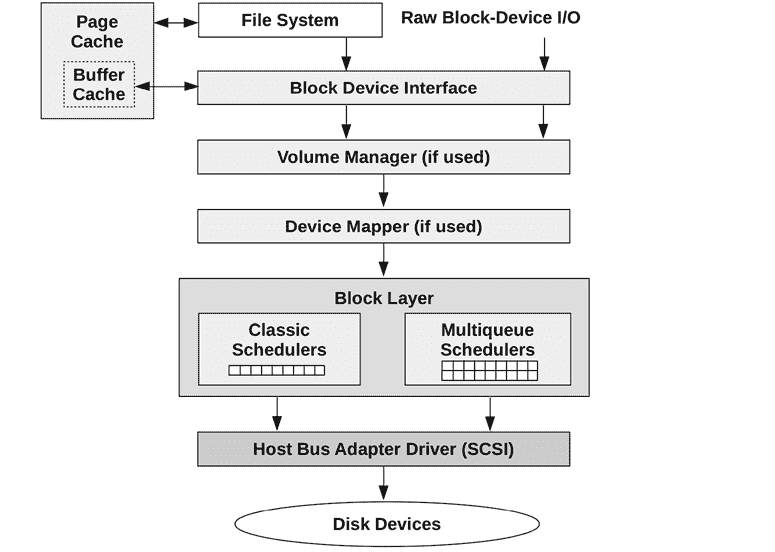 Page
Cache
File System
Raw Block-Device I/O
Buffer
Cache
Block Device Interface
Volume Manager (if used)
Device Mapper (if used)
Block Layer
Classic
Schedulers
Multiqueue
Schedulers
Host Bus Adapter Driver (SCSI)
Disk Devices